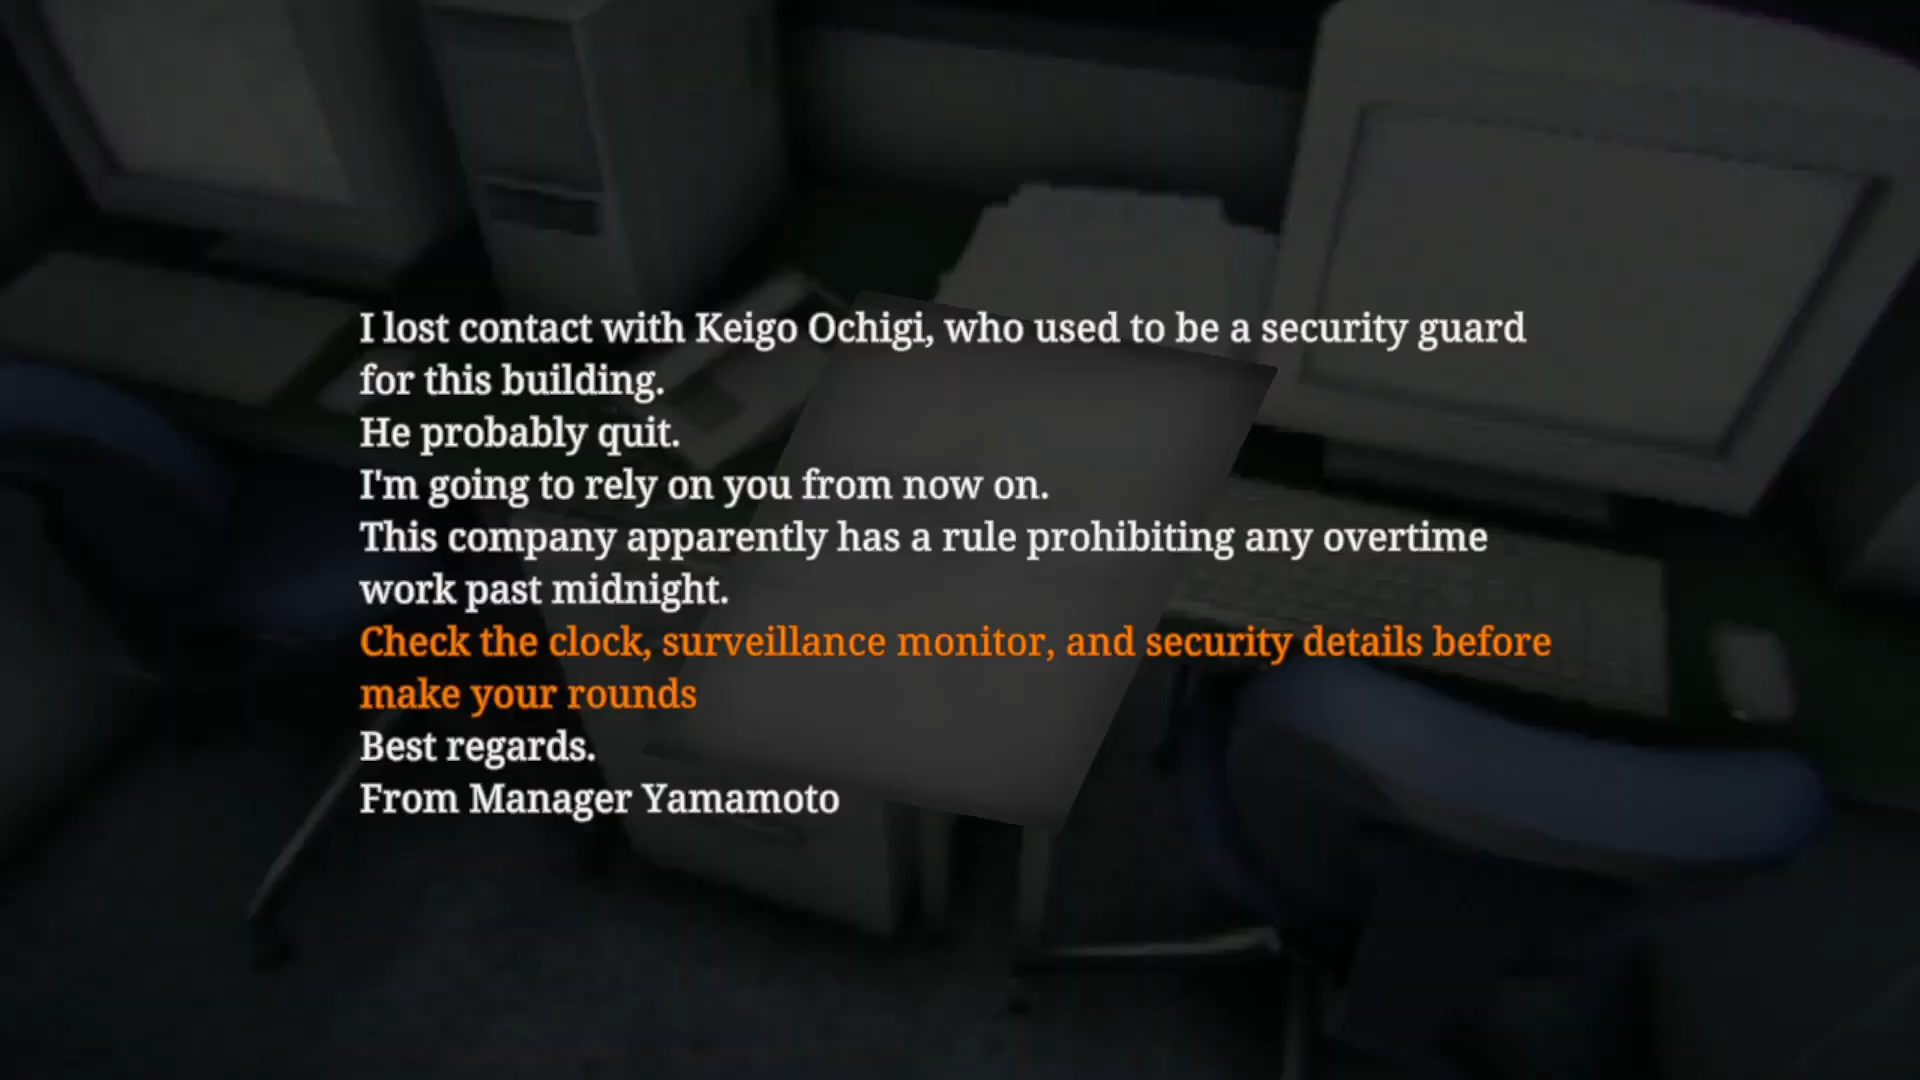 I lost contact with Keigo Ochigi, who used to be a security guard
for this building.
He probably quit.
I'm going to rely on you from now on.
This company apparently has a rule prohibiting any overtime
work past midnight.
Check the clock, surveillance monitor, and security details before
make your rounds
Best regards.
From Manager Yamamoto